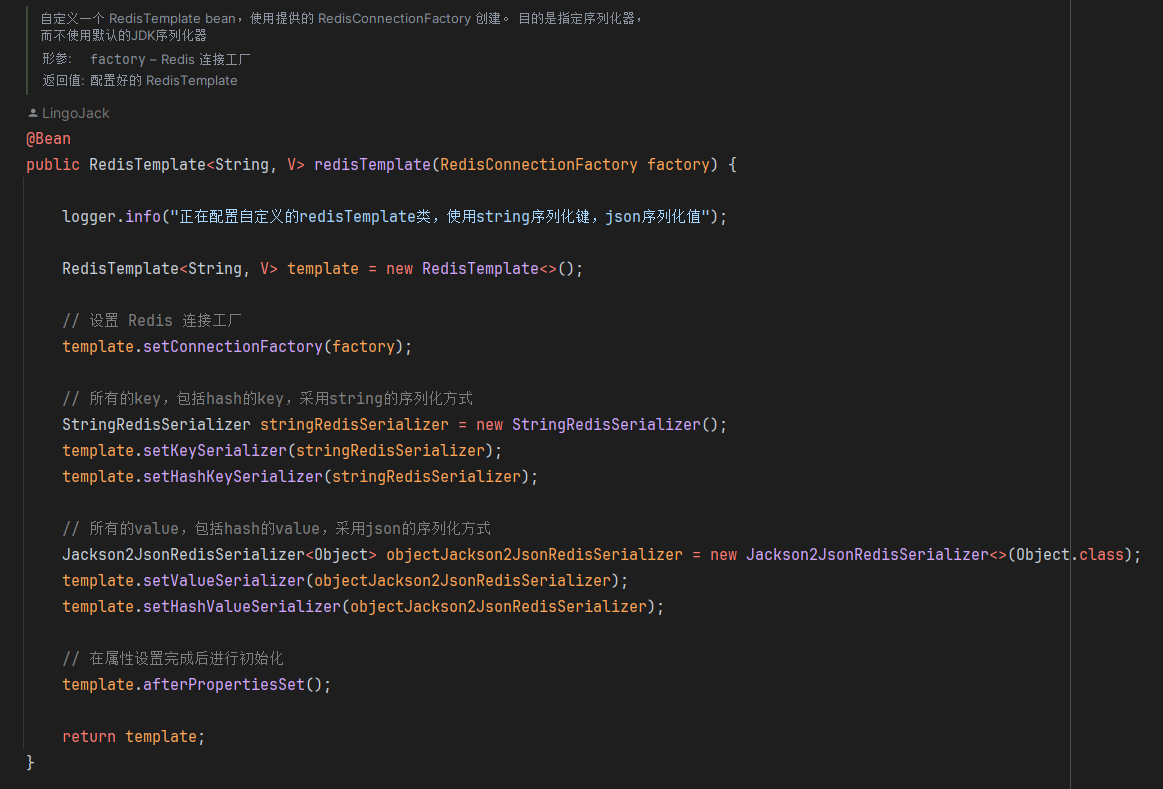 自定义一个 RedisTemplate bean，使用提供的 RedisConnectionFactory 创建。 目的是指定序列化器，
而不使用默认的JDK序列化器
形参: factory – Redis 连接工厂
返回值: 配置好的 RedisTemplate
LingoJack
@Bean
public RedisTemplate<String, V> redisTemplate(RedisConnectionFactory factory) {
logger.info("正在配置自定义的redisTemplate类，使用string序列化键，json序列化值");
RedisTemplate<String, V> template = new RedisTemplate<>();
// 设置 Redis 连接工厂
template.setConnectionFactory(factory);
// 所有的key，包括hash的key，采用string的序列化方式
StringRedisSerializer stringRedisSerializer = new StringRedisSerializer();
template.setKeySerializer(stringRedisSerializer);
template.setHashKeySerializer(stringRedisSerializer);
// 所有的value，包括hash的value，采用json的序列化方式
Jackson2JsonRedisSerializer<Object> objectJackson2JsonRedisSerializer = new Jackson2JsonRedisSerializer<>(Object.class);
template.setValueSerializer(objectJackson2JsonRedisSerializer);
template.setHashValueSerializer(objectJackson2JsonRedisSerializer);
// 在属性设置完成后进行初始化
template.afterPropertiesSet();
return template;
}